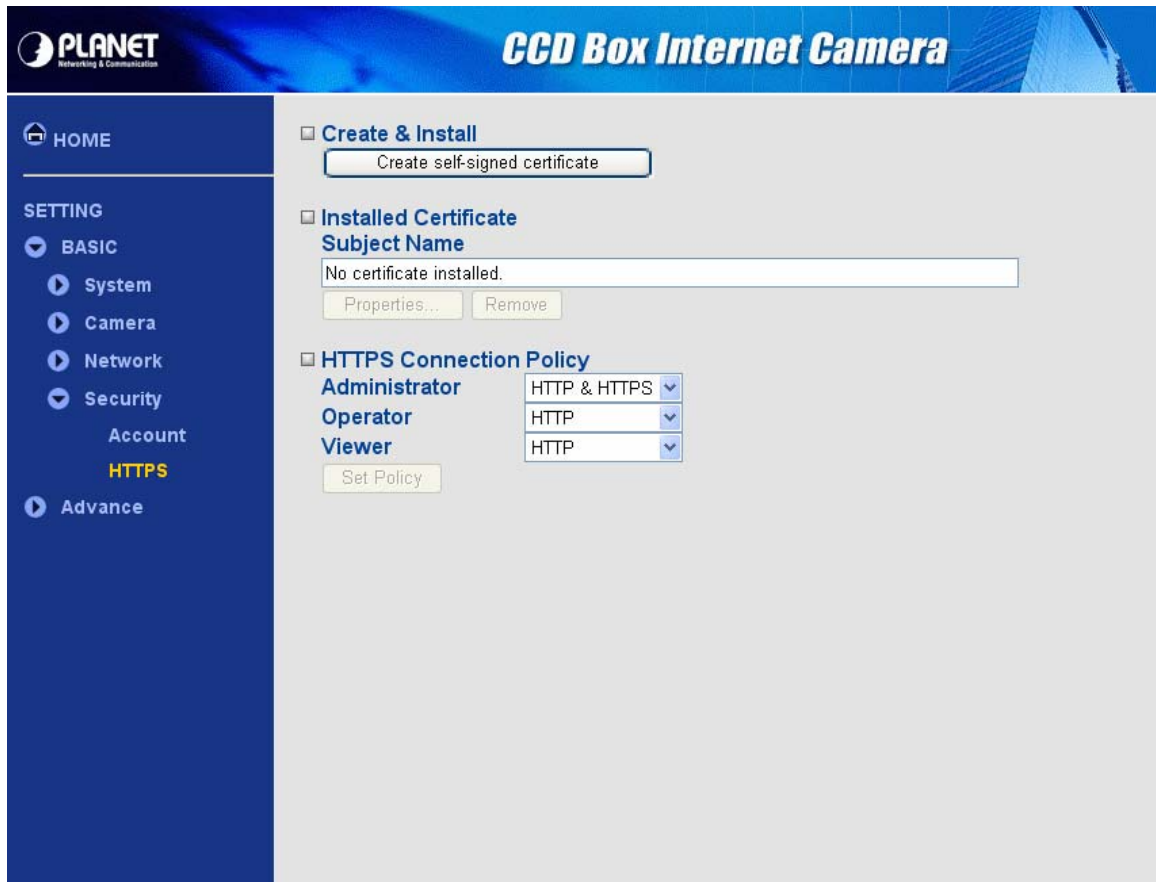 PLANET
Networking & Communication
CCD Box Internet Camera
HOME
SETTING
BASIC
System
Camera
Network
Security
Account
HTTPS
Advance
Create & Install
Create self-signed certificate
Installed Certificate
Subject Name
No certificate installed.
Properties... Remove
HTTPS Connection Policy
Administrator HTTP & HTTPS
Operator HTTP
Viewer HTTP
Set Policy